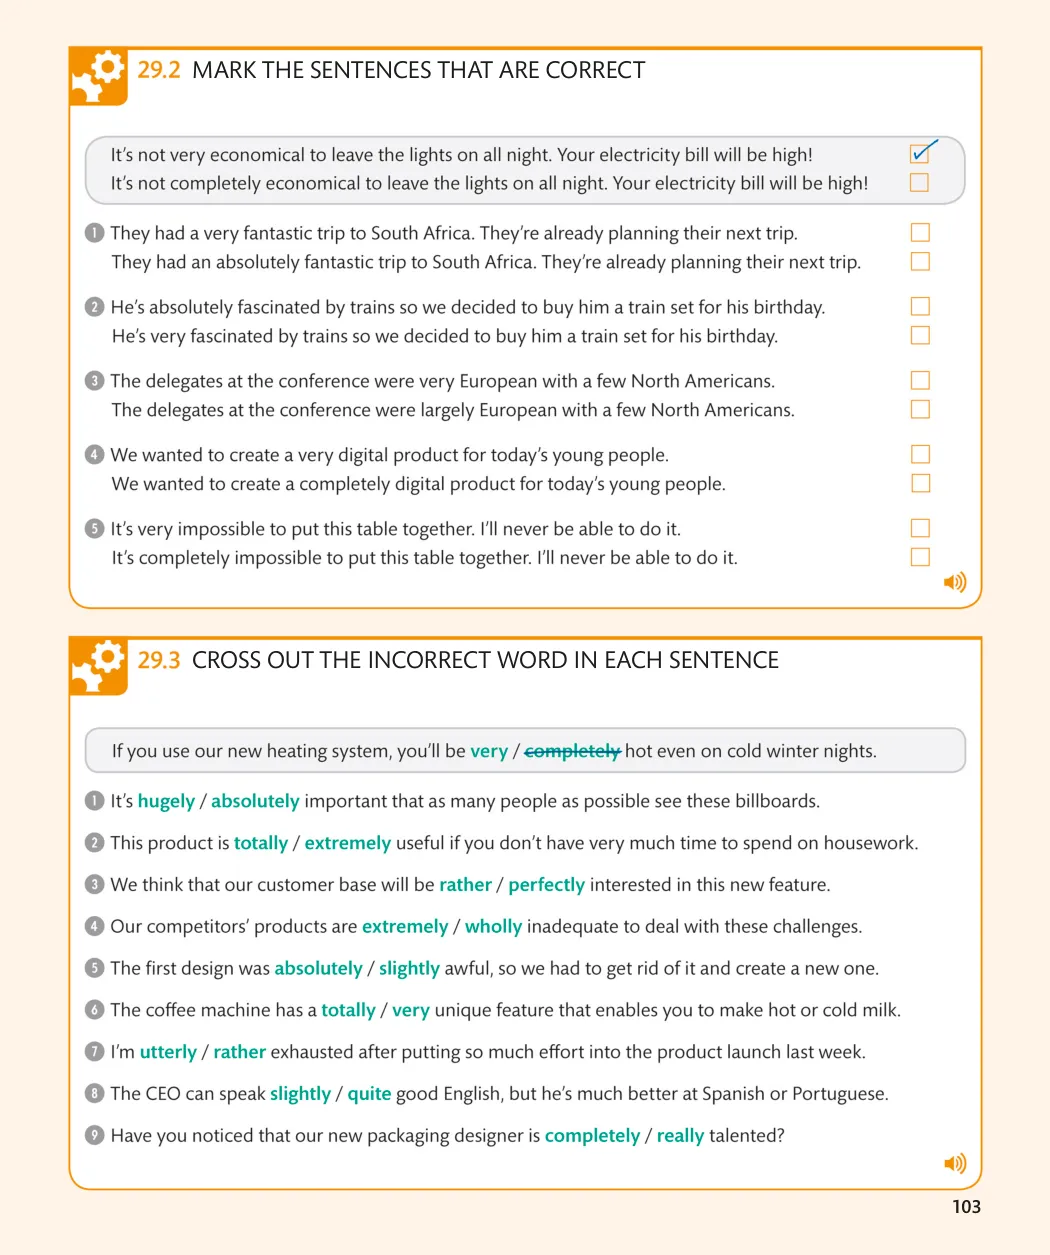 29.2 MARK THE SENTENCES THAT ARE CORRECT
It's not very economical to leave the lights on all night. Your electricity bill will be high!
It's not completely economical to leave the lights on all night. Your electricity bill will be high!
1 They had a very fantastic trip to South Africa. They're already planning their next trip.
They had an absolutely fantastic trip to South Africa. They're already planning their next trip.
2 He's absolutely fascinated by trains so we decided to buy him a train set for his birthday.
He's very fascinated by trains so we decided to buy him a train set for his birthday.
3 The delegates at the conference were very European with a few North Americans.
The delegates at the conference were largely European with a few North Americans.
4 We wanted to create a very digital product for today's young people.
We wanted to create a completely digital product for today's young people.
5 It's very impossible to put this table together. I'll never be able to do it.
It's completely impossible to put this table together. I'll never be able to do it.
29.3 CROSS OUT THE INCORRECT WORD IN EACH SENTENCE
If you use our new heating system, you'll be very / completely hot even on cold winter nights.
1 It's hugely / absolutely important that as many people as possible see these billboards.
2 This product is totally / extremely useful if you don't have very much time to spend on housework.
3 We think that our customer base will be rather / perfectly interested in this new feature.
4 Our competitors' products are extremely / wholly inadequate to deal with these challenges.
5 The first design was absolutely / slightly awful, so we had to get rid of it and create a new one.
6 The coffee machine has a totally / very unique feature that enables you to make hot or cold milk.
7 I'm utterly / rather exhausted after putting so much effort into the product launch last week.
8 The CEO can speak slightly / quite good English, but he's much better at Spanish or Portuguese.
9 Have you noticed that our new packaging designer is completely / really talented?
103